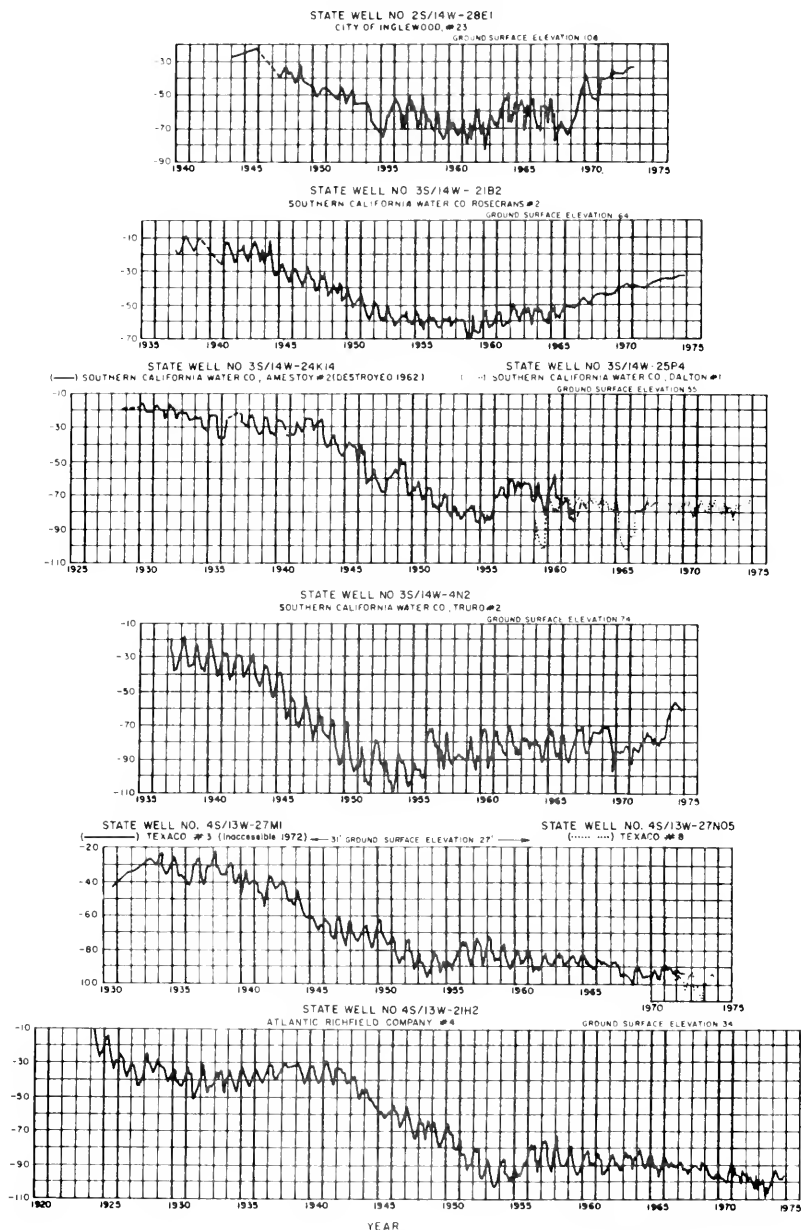 STATE WELL NO 2S/14W-28E1
CITY OF INGLEWOOD, #23
GROUND SURFACE ELEVATION 108
-30
-50
-70
-90
1940 1945 1950 1955 1960 1965 1970 1975
STATE WELL NO 3S/14W-21B2
SOUTHERN CALIFORNIA WATER CO ROSECRANS #2
GROUND SURFACE ELEVATION 64
-10
-30
-50
-70
1935 1940 1945 1950 1955 1960 1965 1970 1975
STATE WELL NO 3S/14W-24K14 STATE WELL NO 3S/14W-25P4
(——) SOUTHERN CALIFORNIA WATER CO, AMESTOY #2(DESTROYED 1962) SOUTHERN CALIFORNIA WATER CO, DALTON #1
GROUND SURFACE ELEVATION 55
-10
-30
-50
-70
-90
-110
1925 1930 1935 1940 1945 1950 1955 1960 1965 1970 1975
STATE WELL NO 3S/14W-4N2
SOUTHERN CALIFORNIA WATER CO, TRURO #2
GROUND SURFACE ELEVATION 74
-10
-30
-50
-70
-90
-110
1935 1940 1945 1950 1955 1960 1965 1970 1975
STATE WELL NO. 4S/13W-27M1 STATE WELL NO. 4S/13W-27N05
(———) TEXACO #3 (Inaccessible 1972) ←31' GROUND SURFACE ELEVATION 27' → (........) TEXACO #8
-20
-40
-60
-80
100
1930 1935 1940 1945 1950 1955 1960 1965 1970 1975
STATE WELL NO 4S/13W-21H2
ATLANTIC RICHFIELD COMPANY #4 GROUND SURFACE ELEVATION 34
-10
-30
-50
-70
-90
-110
1920 1925 1930 1935 1940 1945 1950 1955 1960 1965 1970 1975
YEAR